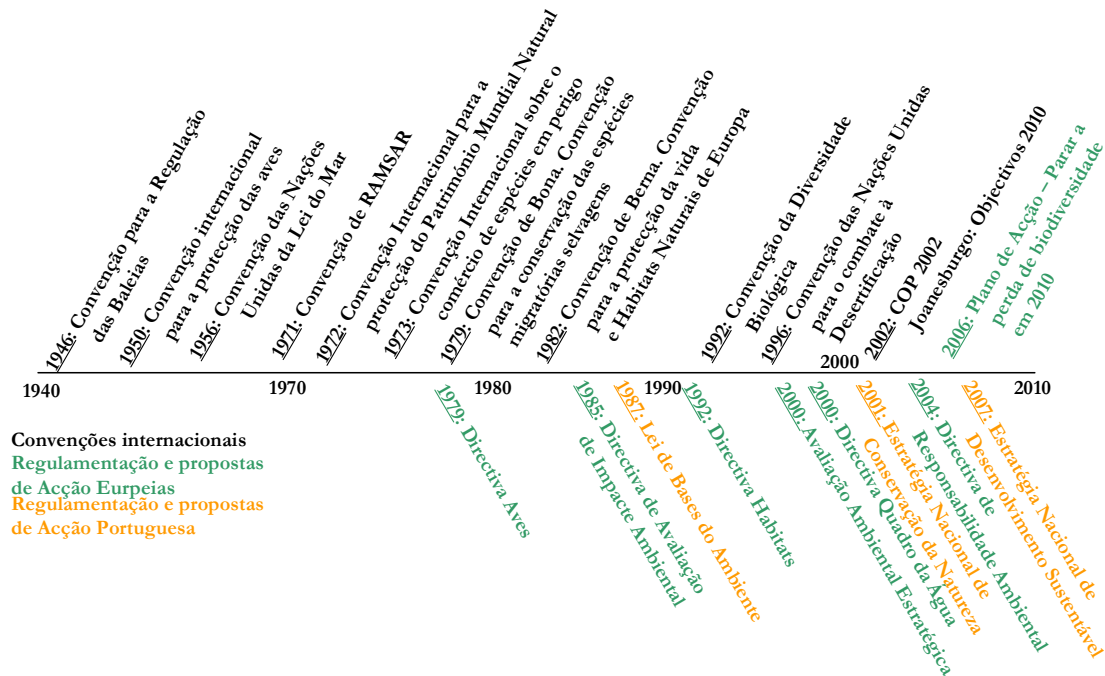 1946: Convenção para a Regulação
das Baleias
1950: Convenção internacional
para a protecção das aves
1956: Convenção das Nações
Unidas da Lei do Mar
1971: Convenção de RAMSAR
1972: Convenção Internacional para a
protecção do Património Mundial Natural
1973: Convenção Internacional sobre o
comércio de espécies em perigo
1979: Convenção de Bona. Convenção
para a conservação das espécies
migratórias selvagens
1982: Convenção de Berna. Convenção
para a protecção da vida
e Habitats Naturais de Europa
1992: Convenção da Diversidade
Biológica
1996: Convenção das Nações Unidas
para o combate à
Desertificação
2002: COP 2002
Joanesburgo: Objectivos 2010
2006: Plano de Acção – Parar a
perda de biodiversidade
em 2010
1940
1970
1980
1990
2000
2010
1979: Directiva Aves
1985: Directiva de Avaliação
de Impacte Ambiental
1987: Lei de Bases do Ambiente
1992: Directiva Habitats
2000: Avaliação Ambiental Estratégica
2000: Directiva Quadro da Agua
2001: Estratégia Nacional de
Conservação da Natureza
2004: Directiva de
Responsabilidade Ambiental
2007: Estratégia Nacional de
Desenvolvimento Sustentável
Convenções internacionais
Regulamentação e propostas
de Acção Eurpeias
Regulamentação e propostas
de Acção Portuguesa